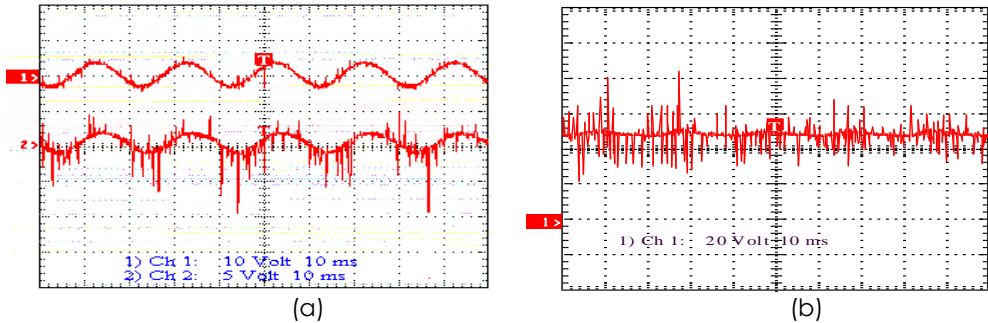 T
1>
T
2>
1) Ch 1: 10 Volt 10 ms
2) Ch 2: 5 Volt 10 ms
(a)
T
1>
1) Ch 1: 20 Volt 10 ms
(b)